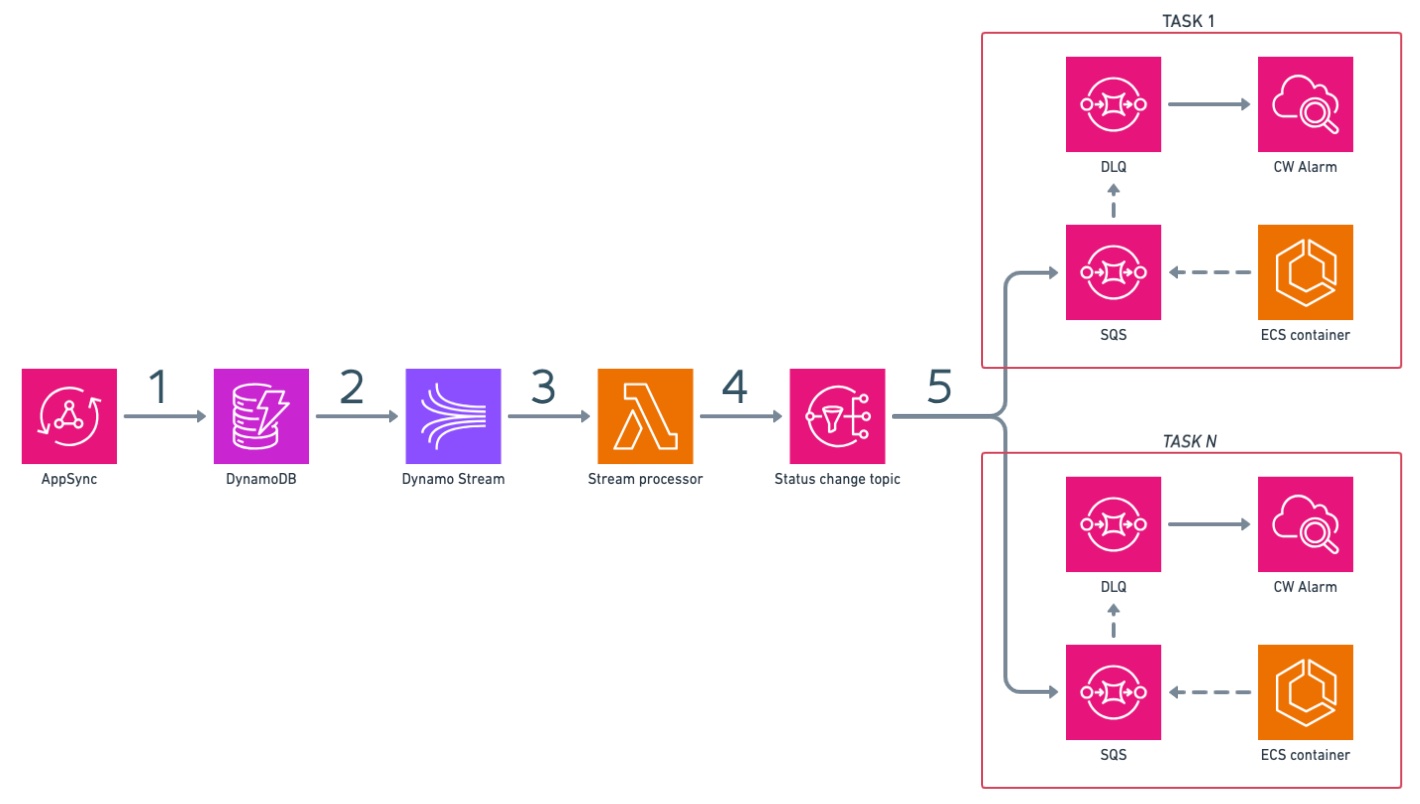 TASK 1
DLQ
CW Alarm
SQS
ECS container
1
2
3
4
5
AppSync
DynamoDB
Dynamo Stream
Stream processor
Status change topic
TASK N
DLQ
CW Alarm
SQS
ECS container